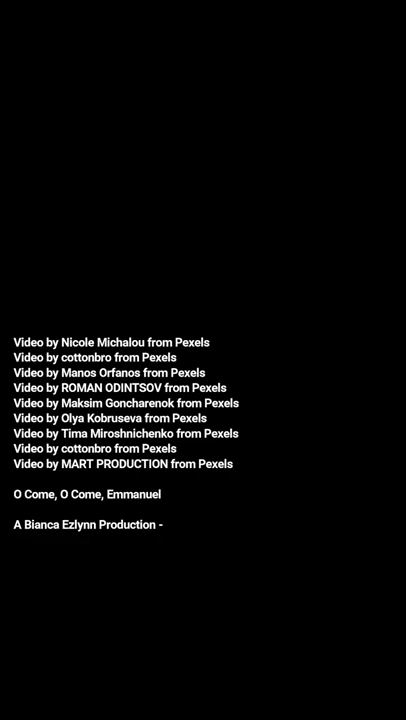 Video by Nicole Michalou from Pexels
Video by cottonbro from Pexels
Video by Manos Orfanos from Pexels
Video by ROMAN ODINTSOV from Pexels
Video by Maksim Goncharenok from Pexels
Video by Olya Kobruseva from Pexels
Video by Tima Miroshnichenko from Pexels
Video by cottonbro from Pexels
Video by MART PRODUCTION from Pexels
O Come, O Come, Emmanuel
A Bianca Ezlynn Production -